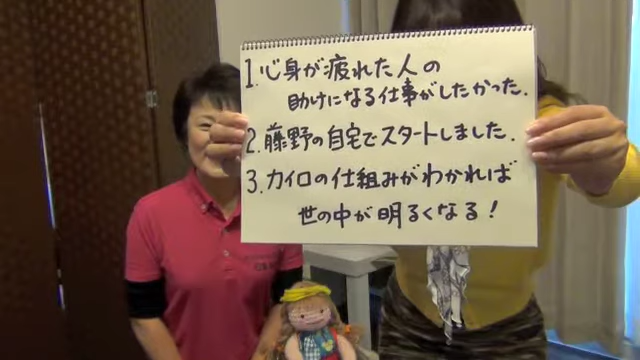 1. 心身が疲れた人の
助けになる仕事がしたかった.
2. 藤野の自宅でスタートしました.
3. カイロの仕組みがわかれば
世の中が明るくなる!